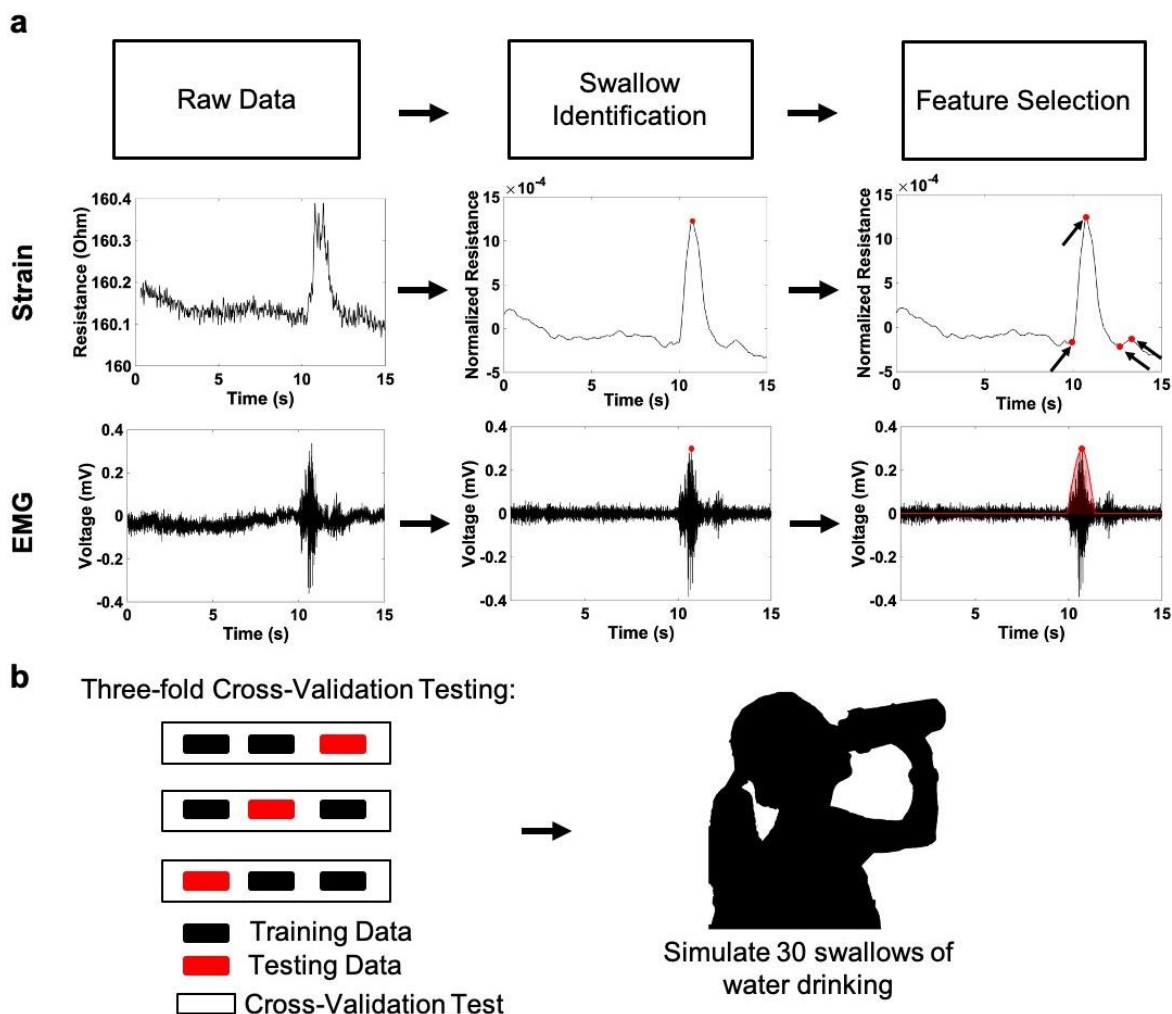 a
Raw Data
Swallow
Identification
Feature Selection
Strain
Resistance (Ohm)
160.4
160.3
160.2
160.1
160
0 5 10 15
Time (s)
Normalized Resistance
×10-4
15
10
5
0
-5
0 5 10 15
Time (s)
Normalized Resistance
×10-4
15
10
5
0
-5
0 5 10 15
Time (s)
EMG
Voltage (mV)
0.4
0.2
0
-0.2
-0.4
0 5 10 15
Time (s)
Voltage (mV)
0.4
0.2
0
-0.2
-0.4
5 10 15
Time (s)
Voltage (mV)
0.4
0.2
0
-0.2
-0.4
5 10 15
Time (s)
b
Three-fold Cross-Validation Testing:
Training Data
Testing Data
Cross-Validation Test
Simulate 30 swallows of
water drinking